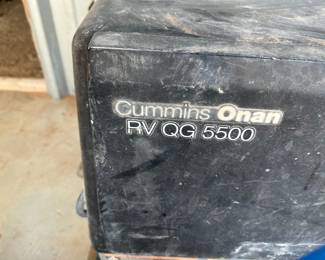 Cummins Onan
RV QG 5500